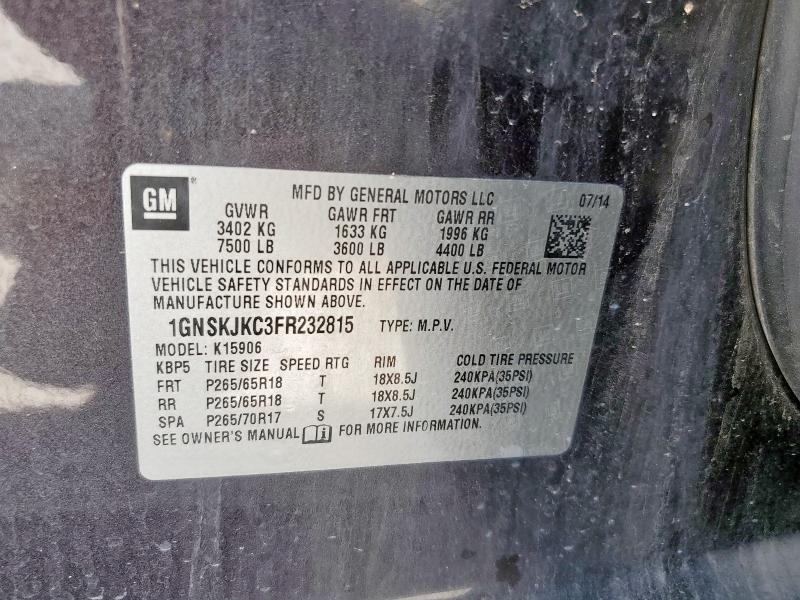 GM
MFD BY GENERAL MOTORS LLC 07/14
GVWR GAWR FRT GAWR RR
3402 KG 1633 KG 1996 KG
7500 LB 3600 LB 4400 LB
THIS VEHICLE CONFORMS TO ALL APPLICABLE U.S. FEDERAL MOTOR
VEHICLE SAFETY STANDARDS IN EFFECT ON THE DATE OF
MANUFACTURE SHOWN ABOVE.
1GNSKJKC3FR232815 TYPE: M.P.V.
MODEL: K15906
KBP5 TIRE SIZE SPEED RTG RIM COLD TIRE PRESSURE
FRT P265/65R18 T 18X8.5J 240KPA(35PSI)
RR P265/65R18 T 18X8.5J 240KPA(35PSI)
SPA P265/70R17 S 17X7.5J 240KPA(35PSI)
SEE OWNER'S MANUAL FOR MORE INFORMATION.